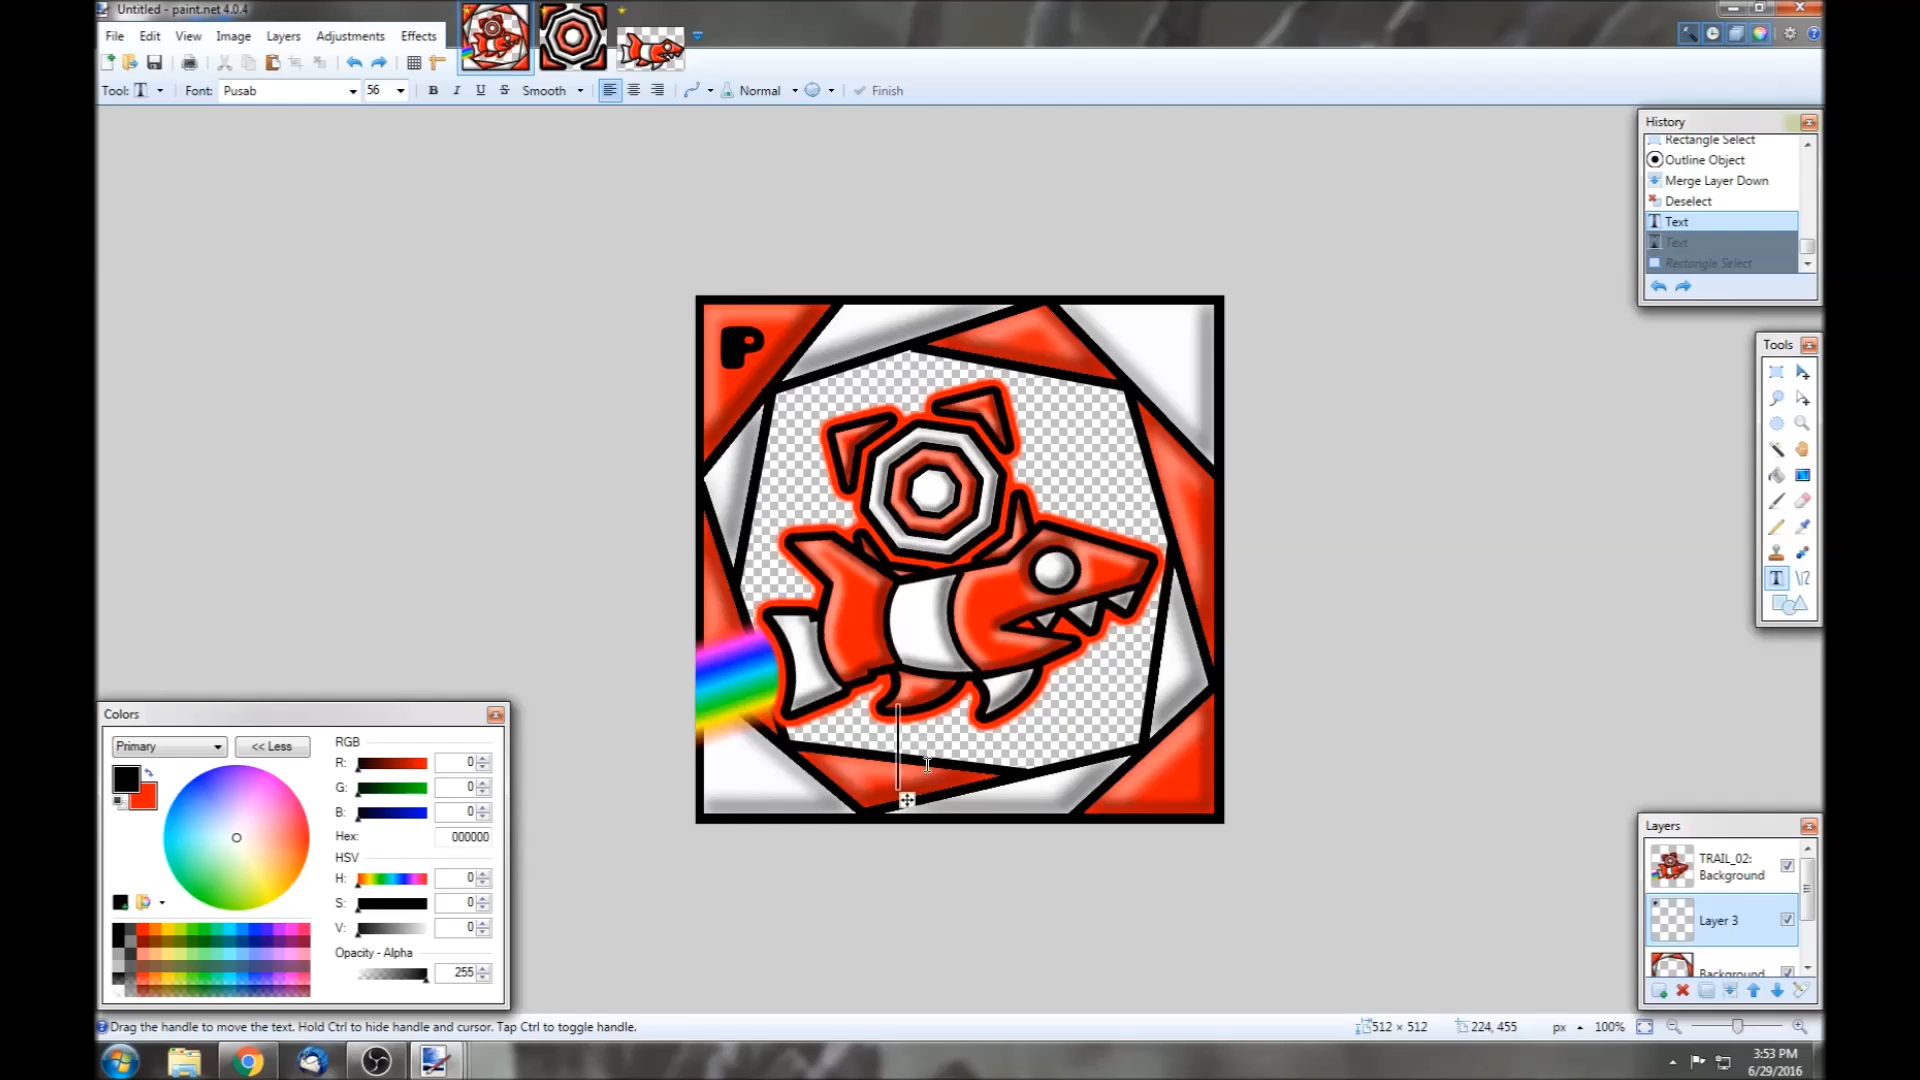 Untitled - paint.net 4.0.4
File Edit View Image Layers Adjustments Effects
Tool: T Font: Pusab 56 B I U S Smooth Normal Finish
History
Rectangle Select
Outline Object
Merge Layer Down
Deselect
Text
Text
Rectangle Select
P
Tools
Colors
Primary << Less
RGB
R: 0
G: 0
B: 0
Hex: 000000
HSV
H: 0
S: 0
V: 0
Opacity - Alpha
255
Layers
TRAIL_02:
Background
Layer 3
Background
Drag the handle to move the text. Hold Ctrl to hide handle and cursor. Tap Ctrl to toggle handle.
512 × 512 224, 455 px 100%
3:53 PM
6/29/2016